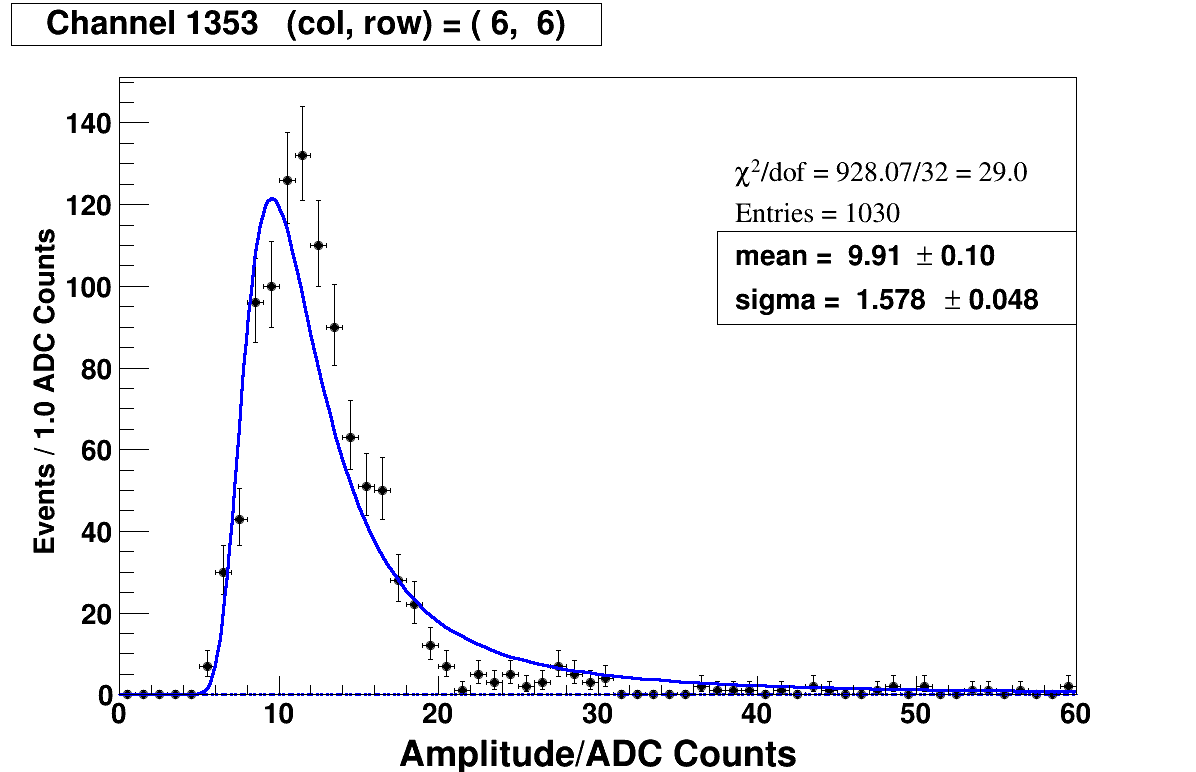 Channel 1353 (col, row) = ( 6, 6)
χ²/dof = 928.07/32 = 29.0
Entries = 1030
mean = 9.91 ± 0.10
sigma = 1.578 ± 0.048
Events / 1.0 ADC Counts
140
120
100
80
60
40
20
0
0 10 20 30 40 50 60
Amplitude/ADC Counts